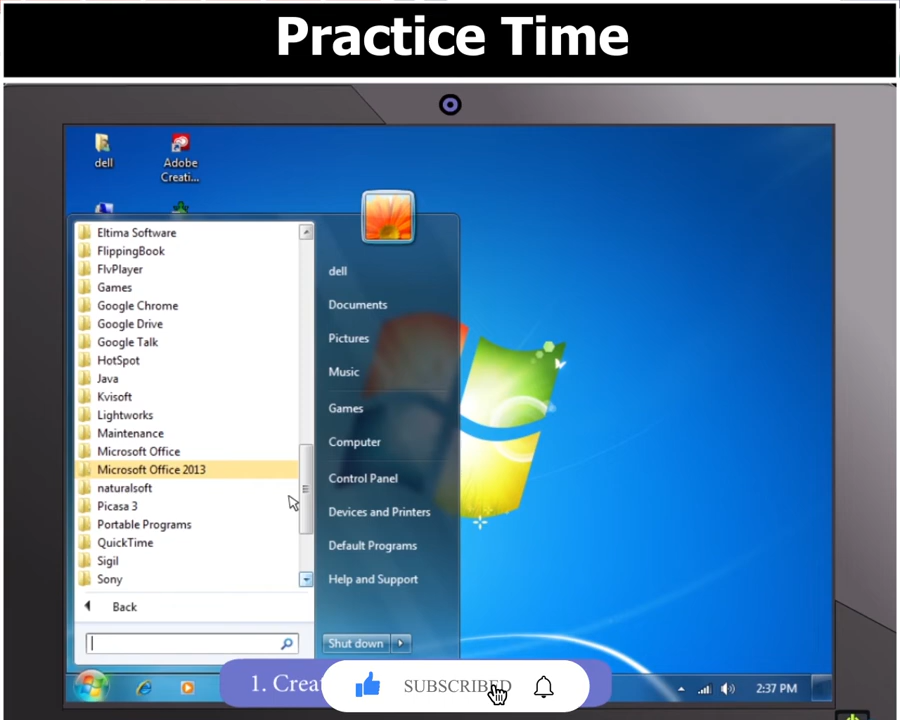 Practice Time
dell
Adobe
Creati...
Eltima Software
FlippingBook
FlvPlayer
Games
Google Chrome
Google Drive
Google Talk
HotSpot
Java
Kvisoft
Lightworks
Maintenance
Microsoft Office
Microsoft Office 2013
naturalsoft
Picasa 3
Portable Programs
QuickTime
Sigil
Sony
Back
dell
Documents
Pictures
Music
Games
Computer
Control Panel
Devices and Printers
Default Programs
Help and Support
Shut down
1. Crea
SUBSCRIBED
2:37 PM